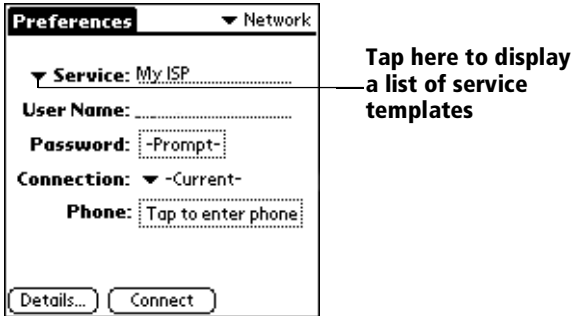 Preferences
Network
Service: My ISP
User Name:
Password: -Prompt-
Connection: -Current-
Phone: Tap to enter phone
Details... Connect
Tap here to display
a list of service
templates